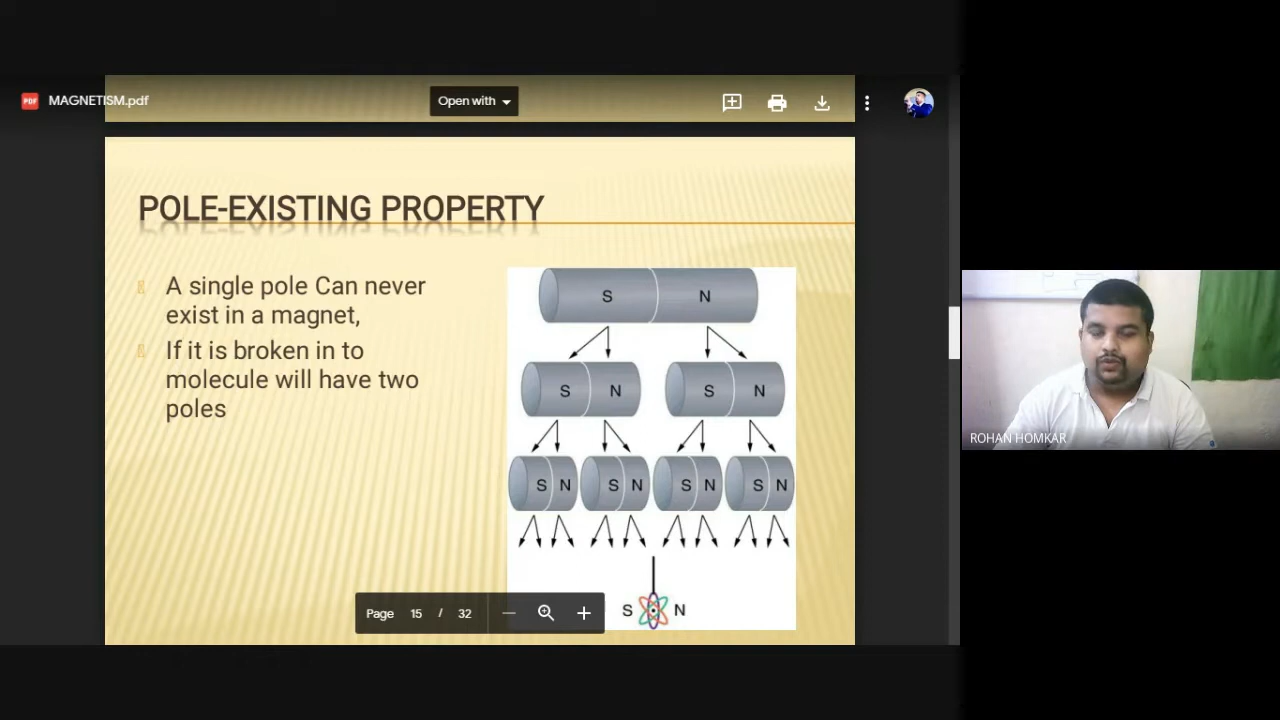 MAGNETISM.pdf
Open with
POLE-EXISTING PROPERTY
A single pole Can never
exist in a magnet,
If it is broken in to
molecule will have two
poles
S N
S N S N
S N S N S N S N
S N
Page 15 / 32
ROHAN HOMKAR